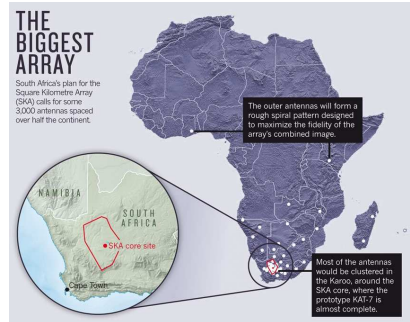 THE
BIGGEST
ARRAY
South Africa's plan for the
Square Kilometre Array
(SKA) calls for some
3,000 antennas spaced
over half the continent.
The outer antennas will form a
rough spiral pattern designed
to maximize the fidelity of the
array's combined image.
NAMIBIA
SOUTH
AFRICA
SKA core site
Cape Town
Most of the antennas
would be clustered in
the Karoo, around the
SKA core, where the
prototype KAT-7 is
almost complete.